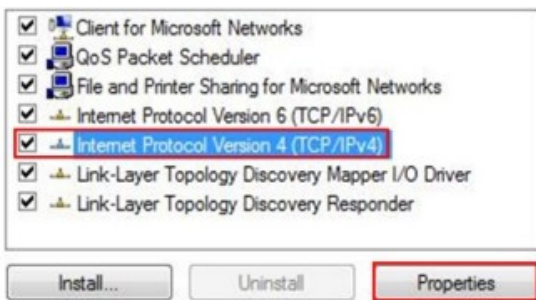 Client for Microsoft Networks
QoS Packet Scheduler
File and Printer Sharing for Microsoft Networks
Internet Protocol Version 6 (TCP/IPv6)
Internet Protocol Version 4 (TCP/IPv4)
Link-Layer Topology Discovery Mapper I/O Driver
Link-Layer Topology Discovery Responder
Install... Uninstall Properties